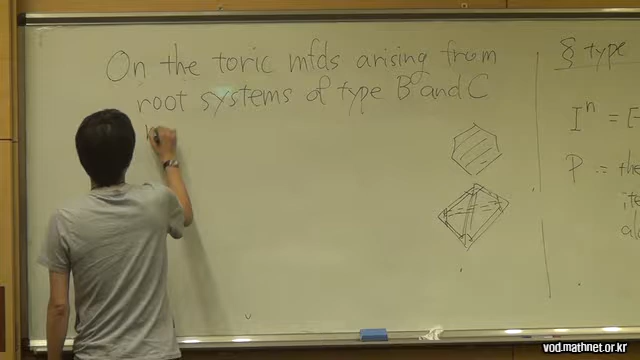 On the toric mfds arising from
root systems of type B and C
§ type
Iⁿ = [-
P := the
ite
al
vod.mathnet.or.kr